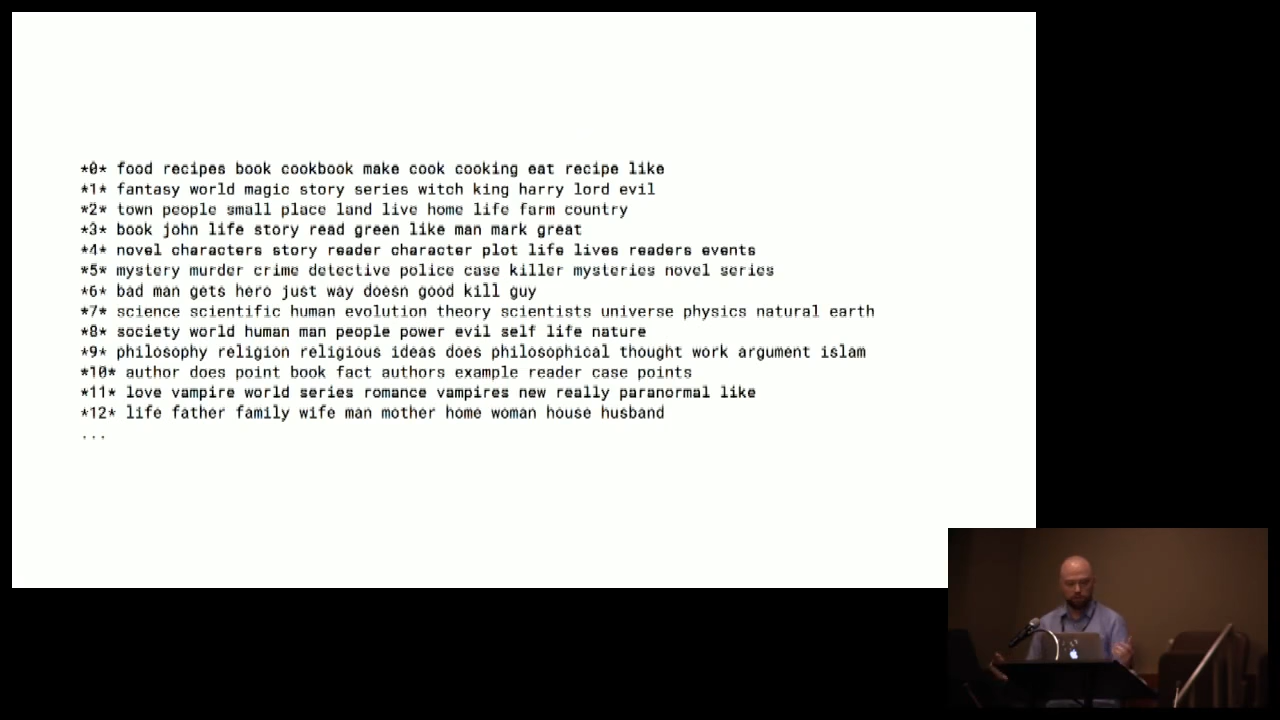 *0* food recipes book cookbook make cook cooking eat recipe like
*1* fantasy world magic story series witch king harry lord evil
*2* town people small place land live home life farm country
*3* book john life story read green like man mark great
*4* novel characters story reader character plot life lives readers events
*5* mystery murder crime detective police case killer mysteries novel series
*6* bad man gets hero just way doesn good kill guy
*7* science scientific human evolution theory scientists universe physics natural earth
*8* society world human man people power evil self life nature
*9* philosophy religion religious ideas does philosophical thought work argument islam
*10* author does point book fact authors example reader case points
*11* love vampire world series romance vampires new really paranormal like
*12* life father family wife man mother home woman house husband
...